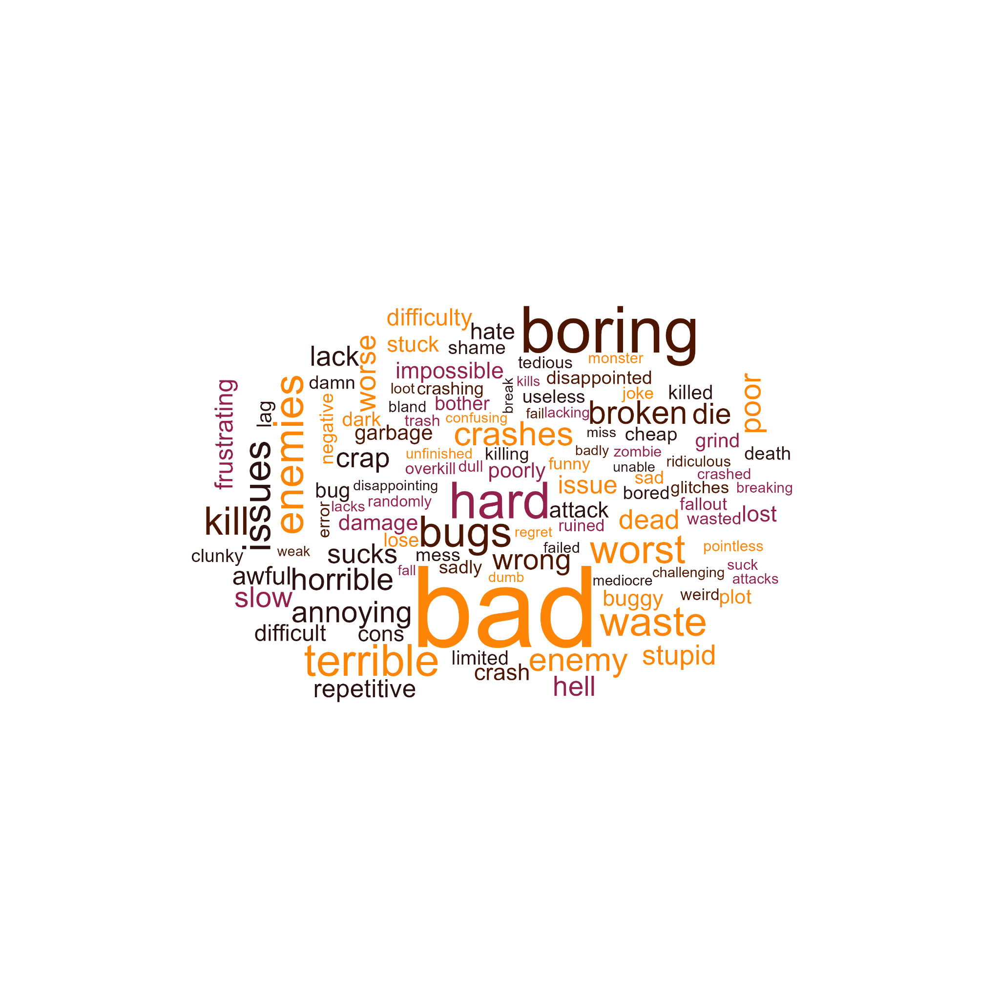 boring
difficulty
hate
stuck
shame
lack
worse
tedious
monster
impossible
disappointed
kills
break
damn
loot
crashing
joke
killed
poor
frustrating
enemies
lag
negative
bland
bother
useless
dark
trash
confusing
fail
lacking
broken
die
garbage
crashes
miss
cheap
grind
issues
crap
unfinished
killing
badly
zombie
death
overkill
dull
poorly
funny
unable
ridiculous
crashed
bug
disappointing
hard
issue
sad
bored
glitches
breaking
kill
error
lacks
randomly
attack
fallout
damage
bugs
regret
ruined
dead
wasted
lost
clunky
weak
lose
sucks
mess
sadly
wrong
failed
worst
pointless
awful
horrible
fall
dumb
mediocre
challenging
suck
attacks
slow
annoying
bad
buggy
weird
plot
difficult
cons
waste
terrible
limited
enemy
stupid
crash
repetitive
hell